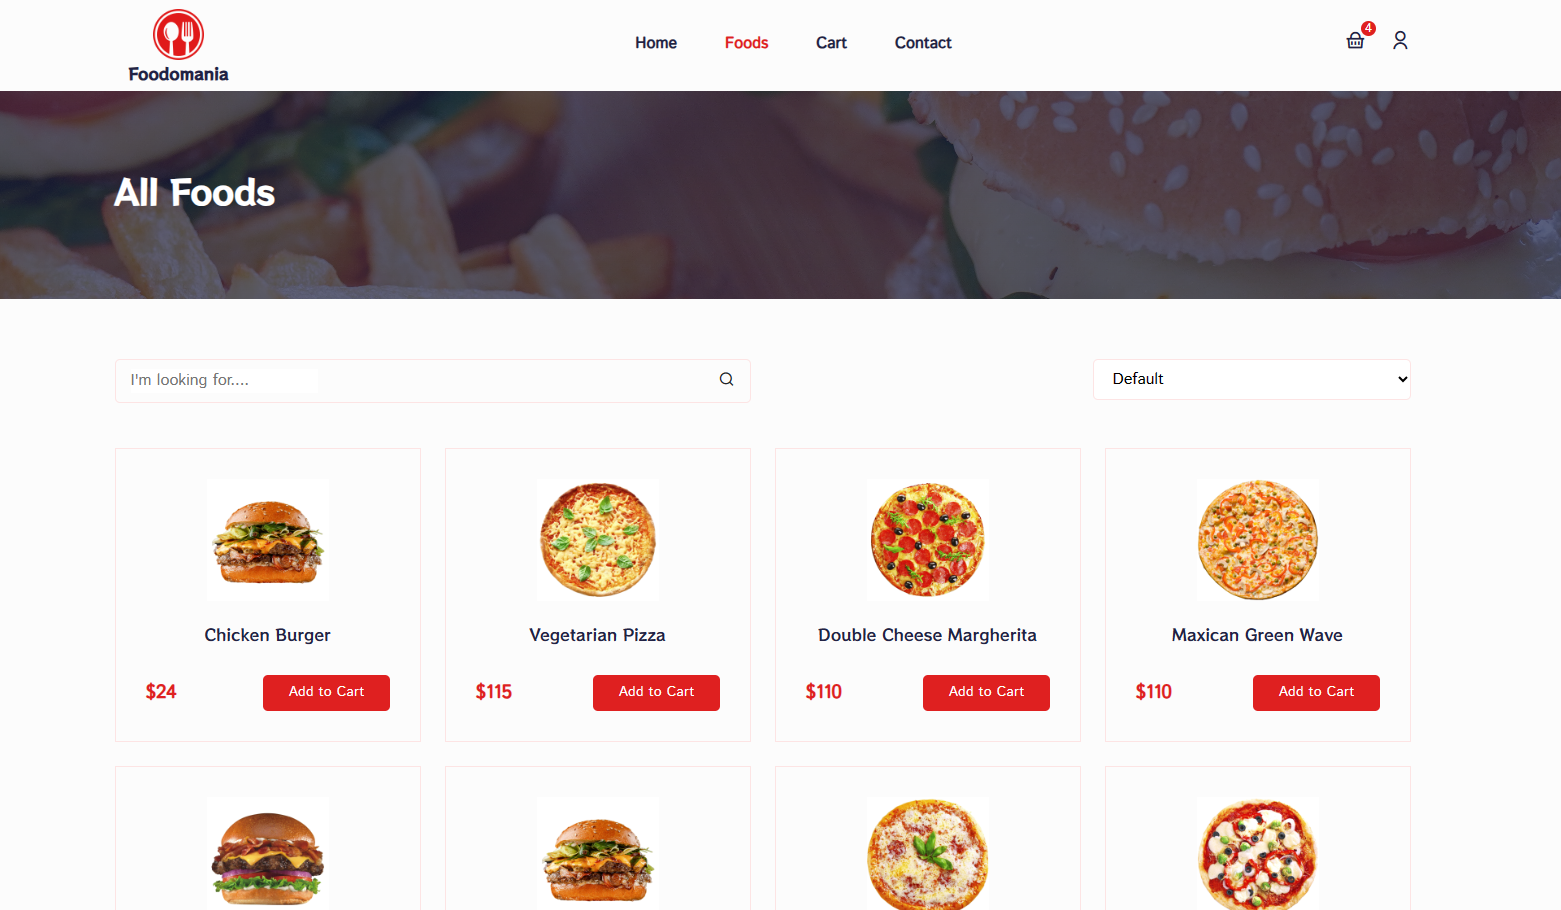 Foodomania
Home
Foods
Cart
Contact
4
All Foods
I'm looking for....
Default
Chicken Burger
$24
Add to Cart
Vegetarian Pizza
$115
Add to Cart
Double Cheese Margherita
$110
Add to Cart
Maxican Green Wave
$110
Add to Cart